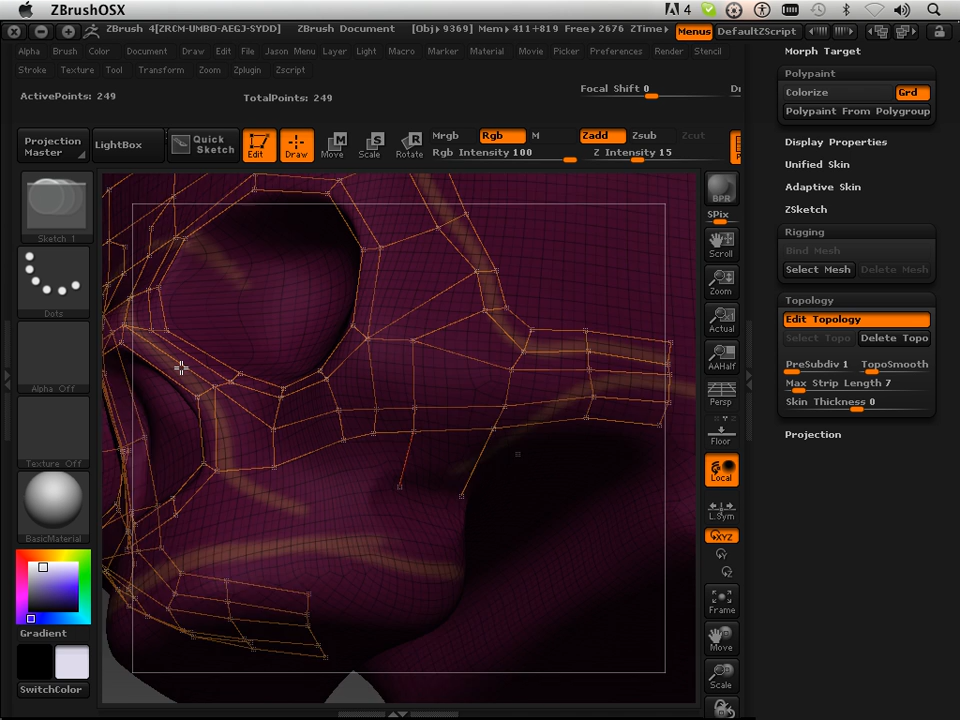 ZBrush File
4
ZBrush 4[ZRCM-UMBO-AEGJ-SYDD] ZBrush Document [Obj> 9369] Mem> 411+819 Free> 2676 ZTime> Menus DefaultZScript
Alpha Brush Color Document Draw Edit File Jason Menu Layer Light Macro Marker Material Movie Picker Preferences Render Stencil
Stroke Texture Tool Transform Zoom Zplugin Zscript
ActivePoints: 249 TotalPoints: 249 Focal Shift 0 Dr
Projection Master LightBox Quick Sketch Edit Draw Move Scale Rotate
Mrgb Rgb M Zadd Zsub Zcut
Rgb Intensity 100 Z Intensity 15
Sketch 1
Dots
Alpha Off
Texture Off
BasicMaterial
Gradient
SwitchColor
BPR
SPix
Scroll
Zoom
Actual
AAHalf
Persp
Floor
Local
L.Sym
XYZ
Y
Z
Frame
Move
Scale
Morph Target
Polypaint
Colorize Grd
Polypaint From Polygroup
Display Properties
Unified Skin
Adaptive Skin
ZSketch
Rigging
Bind Mesh
Select Mesh Delete Mesh
Topology
Edit Topology
Select Topo Delete Topo
PreSubdiv 1 TopoSmooth
Max Strip Length 7
Skin Thickness 0
Projection